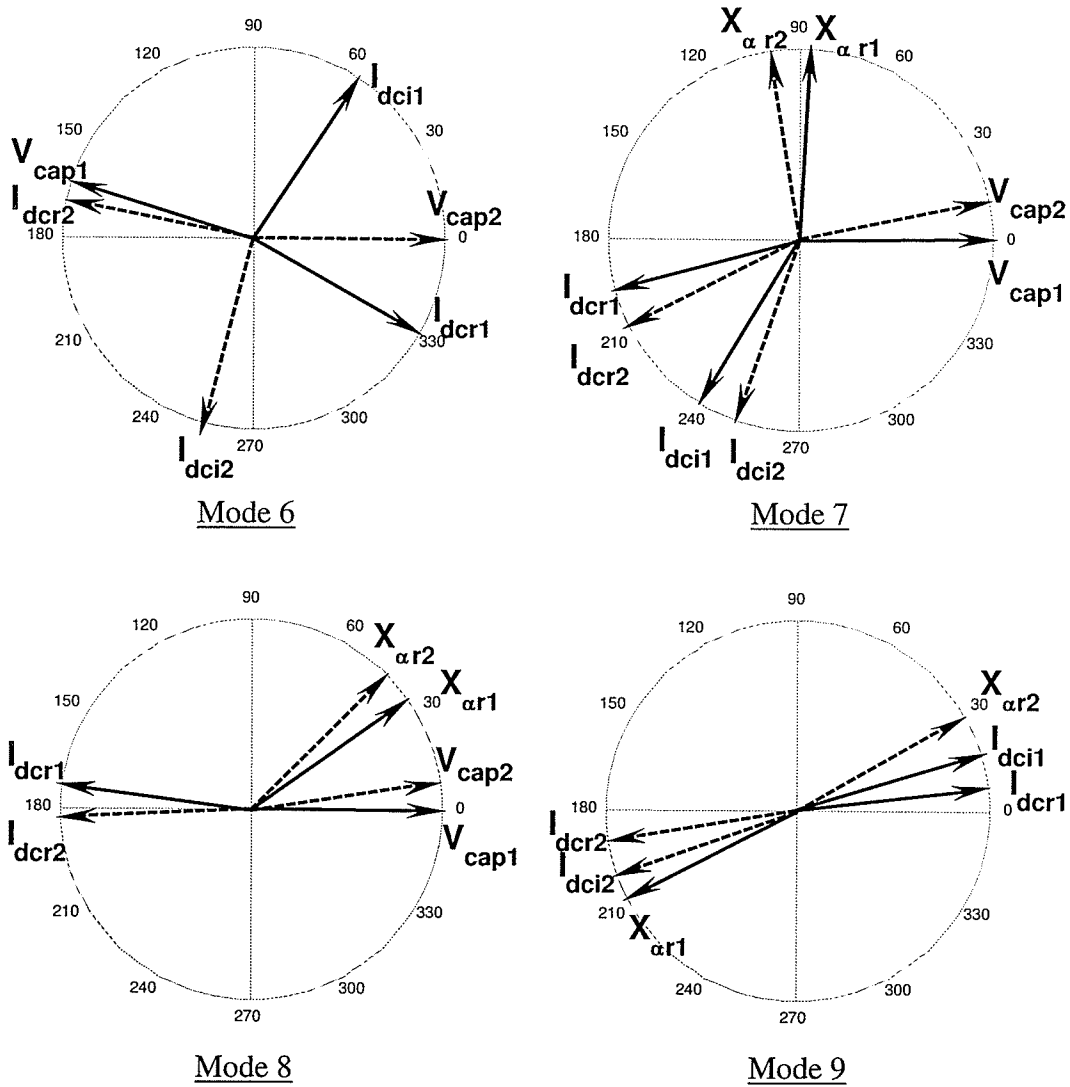 90
120
60
I dci1
150
30
V cap1
I dcr2
V cap2
180
0
I dcr1
210
330
240
300
I dci2
270
Mode 6
X α r2
90
X α r1
120
60
150
30
V cap2
180
0
V cap1
I dcr1
210
330
I dcr2
240
300
I dci1
I dci2
270
Mode 7
90
120
60
X αr2
X αr1
150
30
I dcr1
V cap2
180
0
I dcr2
V cap1
210
330
240
300
270
Mode 8
90
120
60
X αr2
150
30
I dci1
I dcr1
180
0
I dcr2
I dci2
210
330
X αr1
240
300
270
Mode 9